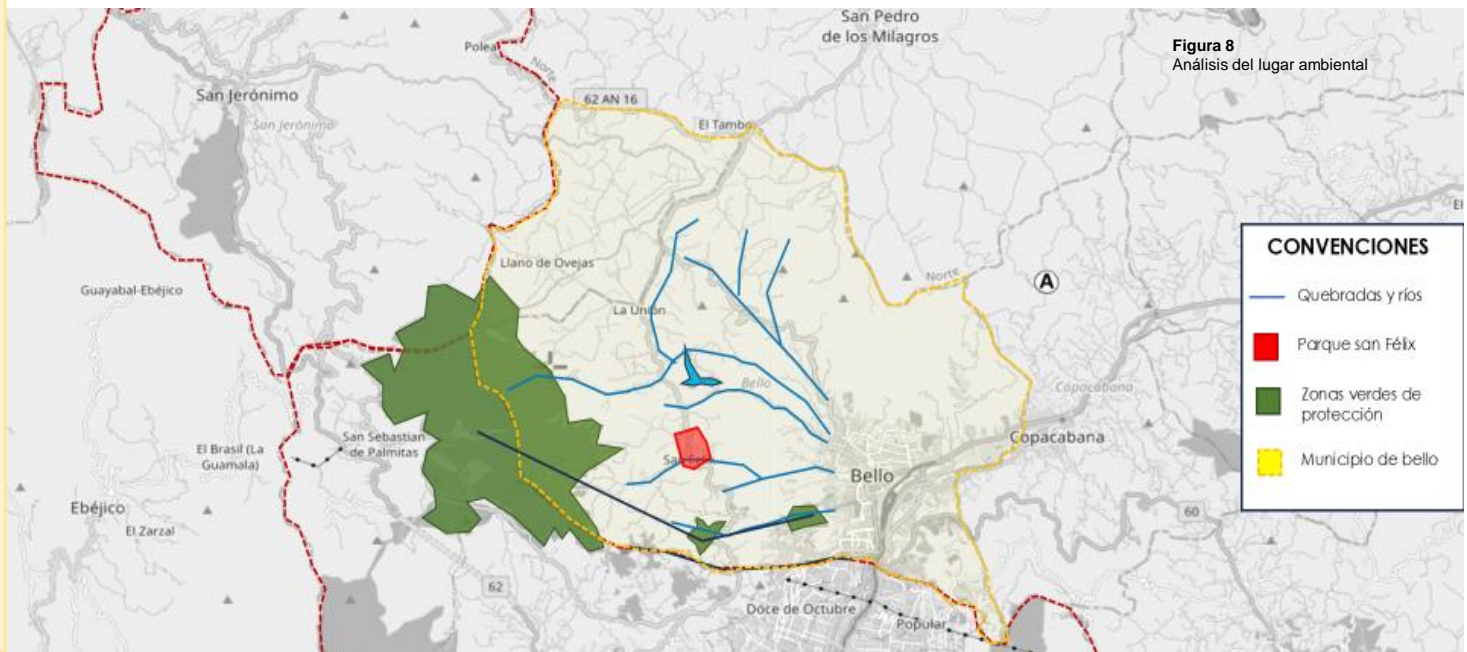 San Pedro
de los Milagros
Figura 8
Análisis del lugar ambiental
Polea
Norte
San Jerónimo
San Jerónimo
62 AN 16
El Tambo
Llano de Ovejas
Guayabal-Ebéjico
Norte
A
La Unión
Bello
Copacabana
Copacabana
El
San Sebastian
de Palmitas
El Brasil (La
Guamala)
Bello
Ebéjico
El Zarzal
60
62
Doce de Octubre
Popular
CONVENCIONES
Quebradas y ríos
Parque san Félix
Zonas verdes de
protección
Municipio de bello